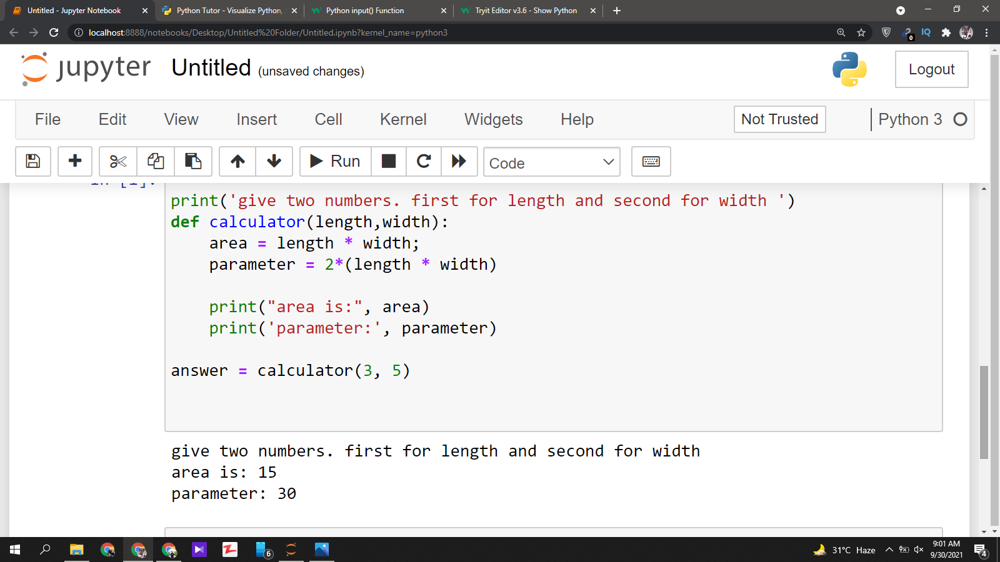 Untitled - Jupyter Notebook
Python Tutor - Visualize Python,
Python input() Function
Tryit Editor v3.6 - Show Python
localhost:8888/notebooks/Desktop/Untitled%20Folder/Untitled.ipynb?kernel_name=python3
0
IQ
jupyter
Untitled (unsaved changes)
Logout
File Edit View Insert Cell Kernel Widgets Help
Not Trusted
Python 3
Run
Code
In [1]:
print('give two numbers. first for length and second for width ')
def calculator(length,width):
    area = length * width;
    parameter = 2*(length * width)
    print("area is:", area)
    print('parameter:', parameter)
answer = calculator(3, 5)
give two numbers. first for length and second for width
area is: 15
parameter: 30
6
31°C Haze
9:01 AM
9/30/2021
4